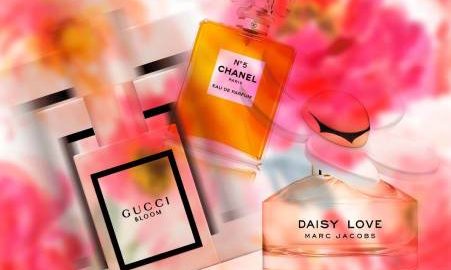 N°5
CHANEL
PARIS
EAU DE PARFUM
GUCCI
BLOOM
DAISY LOVE
MARC JACOBS